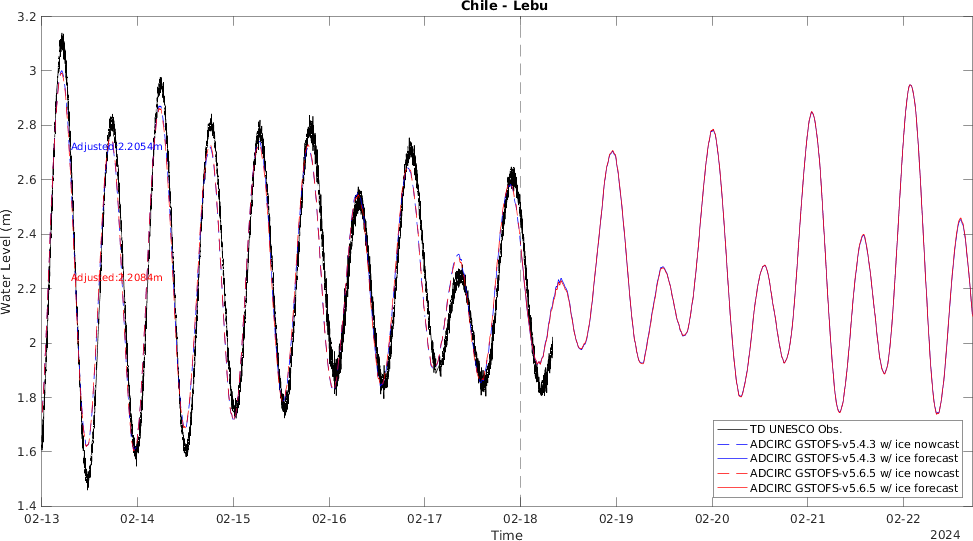 Chile - Lebu
3.2
3
2.8
2.6
2.4
2.2
2
1.8
1.6
1.4
Water Level (m)
Adjusted:2.2054m
Adjusted:2.2084m
TD UNESCO Obs.
ADCIRC GSTOFS-v5.4.3 w/ ice nowcast
ADCIRC GSTOFS-v5.4.3 w/ ice forecast
ADCIRC GSTOFS-v5.6.5 w/ ice nowcast
ADCIRC GSTOFS-v5.6.5 w/ ice forecast
02-13 02-14 02-15 02-16 02-17 02-18 02-19 02-20 02-21 02-22
Time
2024